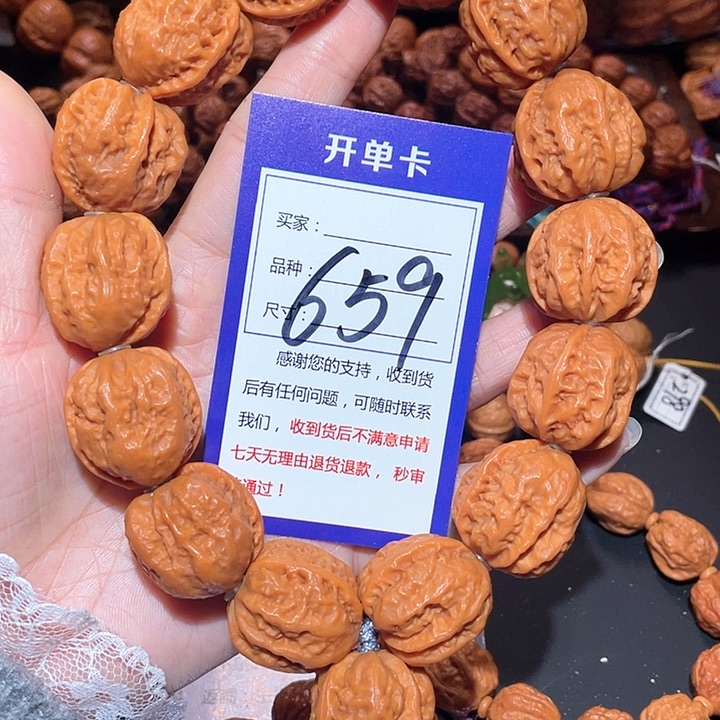 开单卡
买家：
品种：
659
尺寸：
感谢您的支持，收到货
后有任何问题，可随时联系
我们，收到货后不满意申请
七天无理由退货退款，秒审
通过！
298